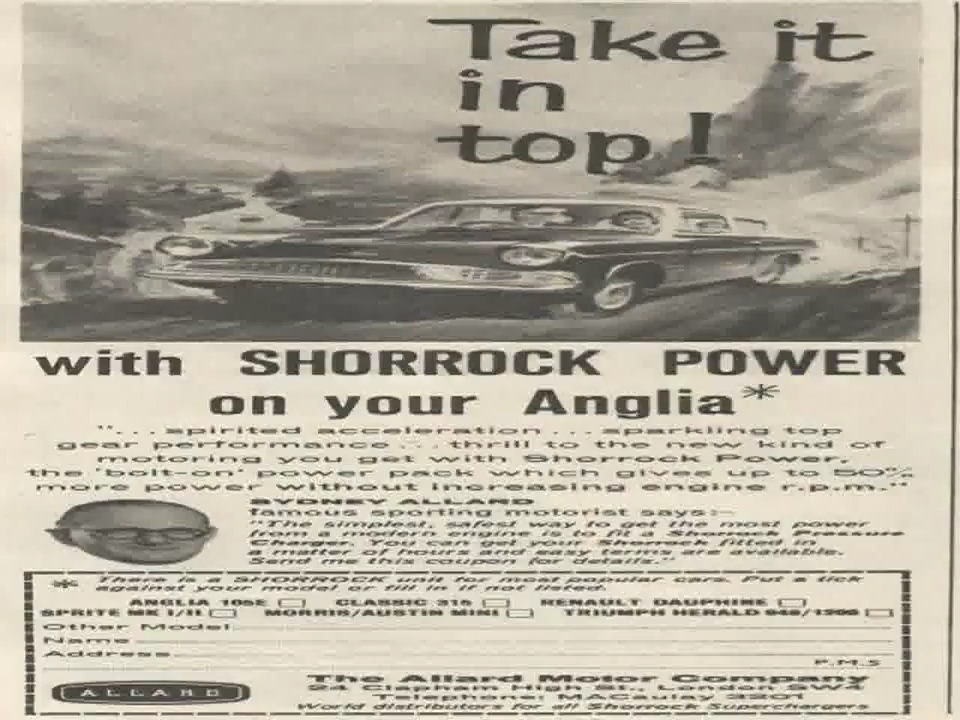 Take it
in
top!
with SHORROCK POWER
on your Anglia*
"... spirited acceleration ... sparkling top
gear performance ... thrill to the new kind of
motoring you get with Shorrock Power,
the 'bolt-on' power pack which gives up to 50%
more power without increasing engine r.p.m."
SYDNEY ALLARD
famous sporting motorist says:-
"The simplest, safest way to get the most power
from a modern engine is to fit a Shorrock Pressure
Charger. You can get your Shorrock fitted in
a matter of hours and easy terms are available.
Send me this coupon for details."
* There is a SHORROCK unit for most popular cars. Put a tick
against your model or fill in if not listed.
ANGLIA 105E CLASSIC 315 RENAULT DAUPHINE
SPRITE MK I/II MORRIS/AUSTIN MINI TRIUMPH HERALD 948/1200
Other Model
Name
Address
P.M.S
ALLARD
The Allard Motor Company
24 Clapham High St., London SW4
Telephone MACaulay 3201
World distributors for all Shorrock Superchargers